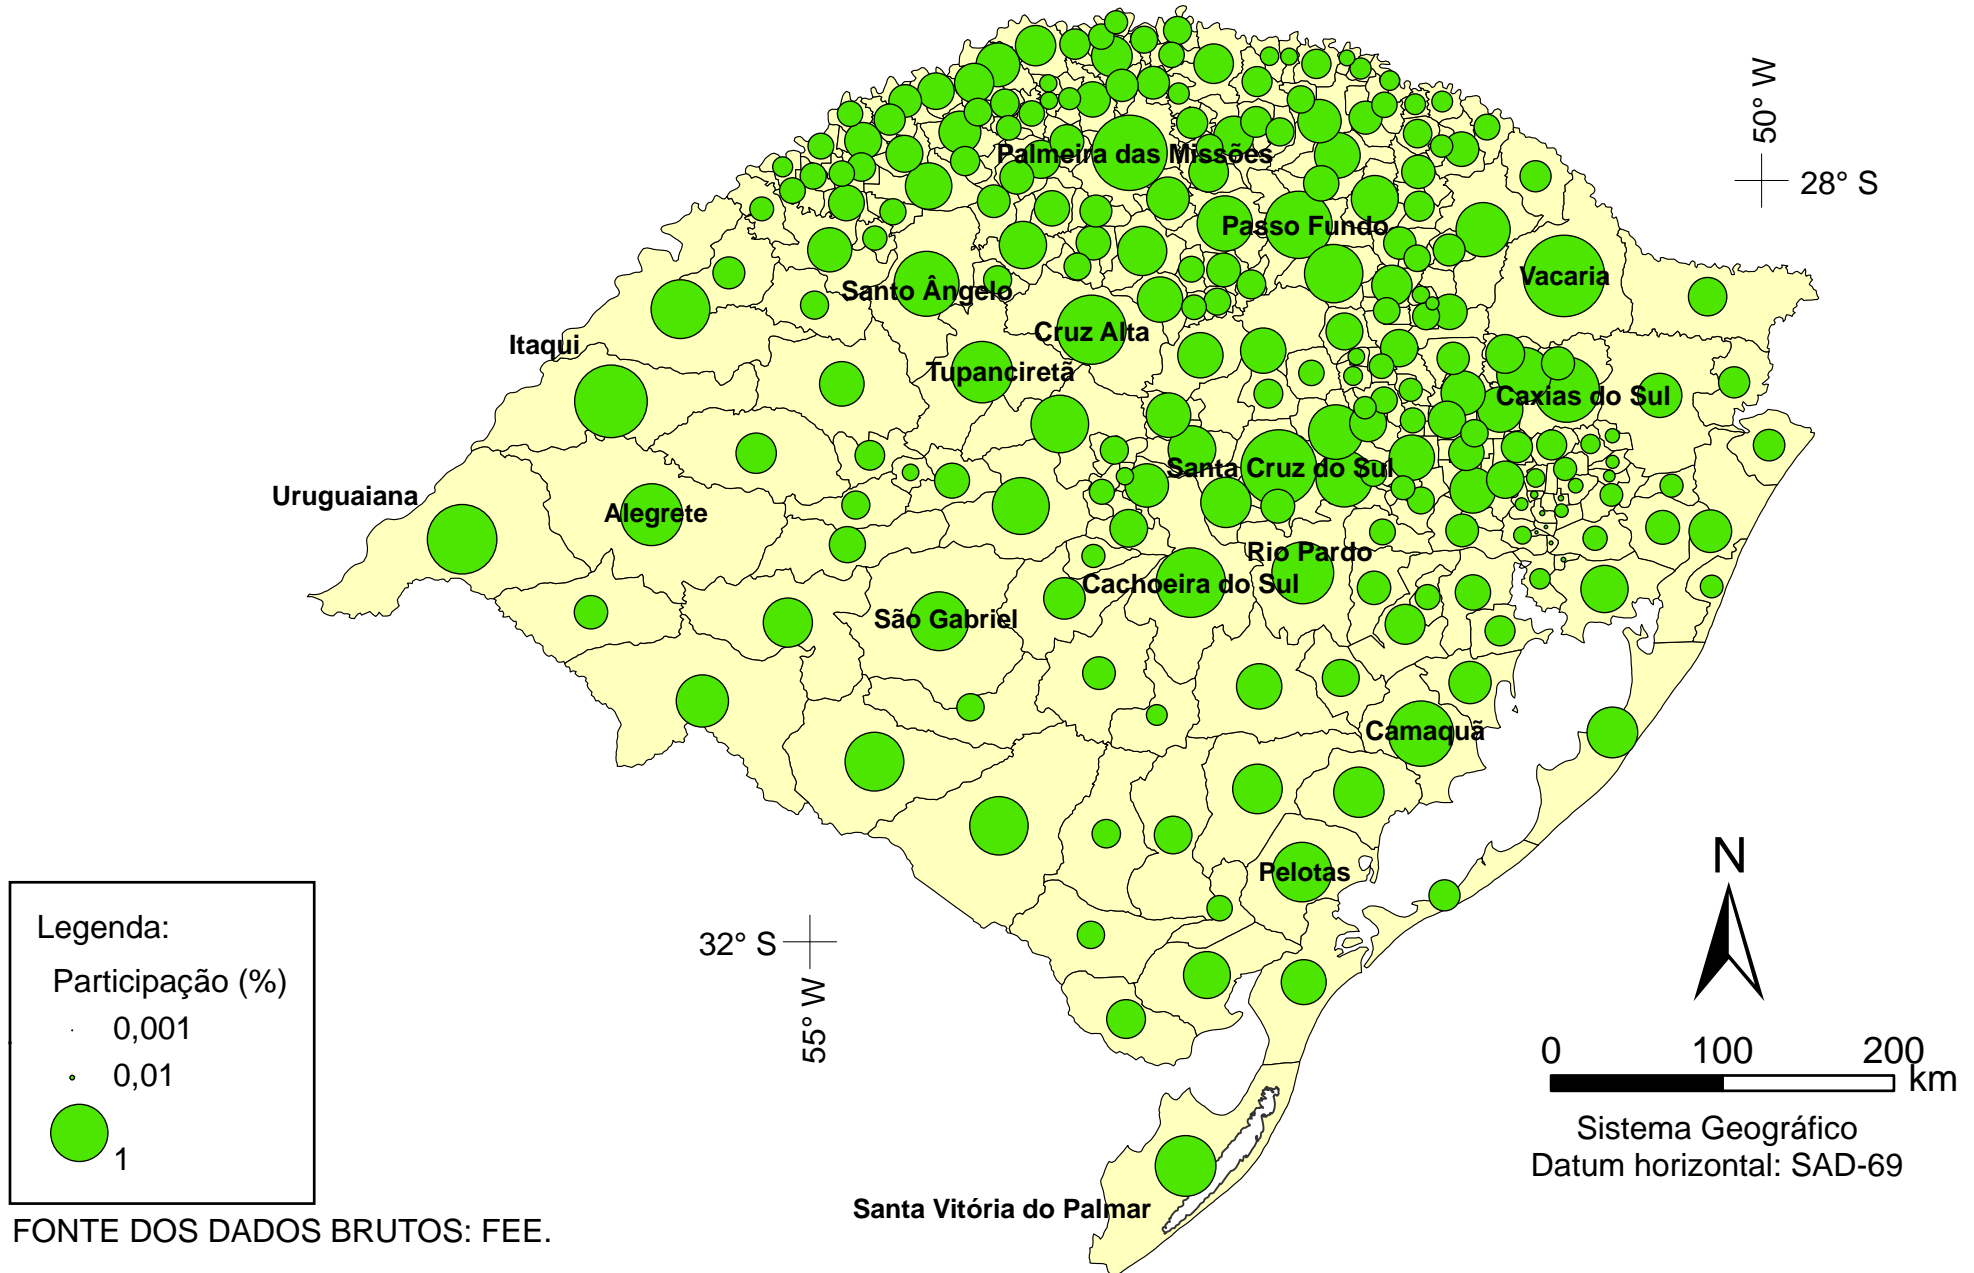 50° W
28° S
Palmeira das Missões
Passo Fundo
Vacaria
Santo Ângelo
Cruz Alta
Itaqui
Tupanciretã
Caxias do Sul
Santa Cruz do Sul
Uruguaiana
Alegrete
Rio Pardo
Cachoeira do Sul
São Gabriel
Camaquã
Pelotas
N
32° S
55° W
Legenda:
Participação (%)
0,001
0,01
1
0 100 200
km
Sistema Geográfico
Datum horizontal: SAD-69
Santa Vitória do Palmar
FONTE DOS DADOS BRUTOS: FEE.